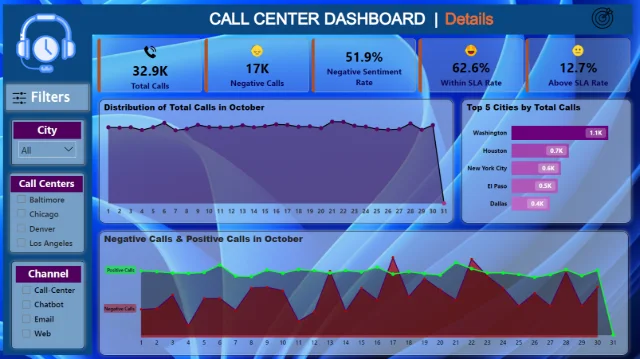 CALL CENTER DASHBOARD | Details
32.9K
Total Calls
17K
Negative Calls
51.9%
Negative Sentiment
Rate
62.6%
Within SLA Rate
12.7%
Above SLA Rate
Filters
City
All
Call Centers
Baltimore
Chicago
Denver
Los Angeles
Channel
Call-Center
Chatbot
Email
Web
Distribution of Total Calls in October
1 2 3 4 5 6 7 8 9 10 11 12 13 14 15 16 17 18 19 20 21 22 23 24 25 26 27 28 29 30 31
Top 5 Cities by Total Calls
Washington 1.1K
Houston 0.7K
New York City 0.6K
El Paso 0.5K
Dallas 0.4K
Negative Calls & Positive Calls in October
Positive Calls
Negative Calls
1 2 3 4 5 6 7 8 9 10 11 12 13 14 15 16 17 18 19 20 21 22 23 24 25 26 27 28 29 30 31